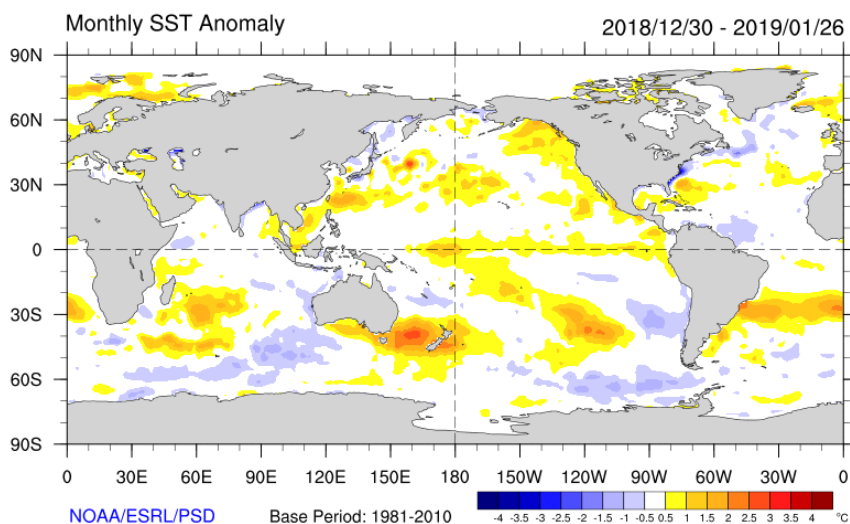 Monthly SST Anomaly 2018/12/30 - 2019/01/26
90N
60N
30N
0
30S
60S
90S
0 30E 60E 90E 120E 150E 180 150W 120W 90W 60W 30W 0
NOAA/ESRL/PSD Base Period: 1981-2010
-4 -3.5 -3 -2.5 -2 -1.5 -1 -0.5 0.5 1 1.5 2 2.5 3 3.5 4 °C